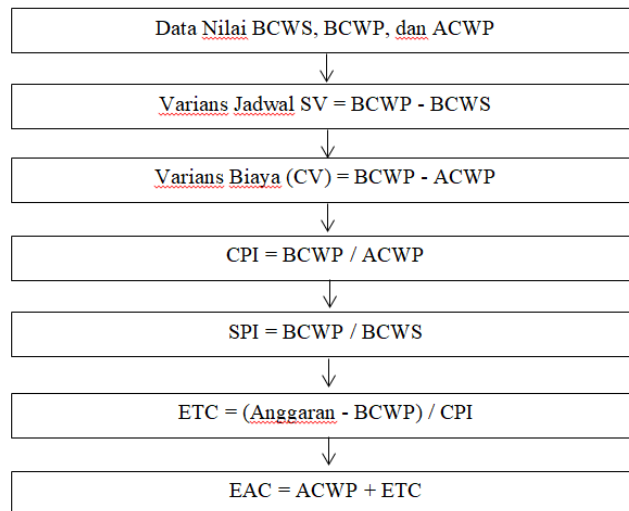 Data Nilai BCWS, BCWP, dan ACWP
Varians Jadwal SV = BCWP - BCWS
Varians Biaya (CV) = BCWP - ACWP
CPI = BCWP / ACWP
SPI = BCWP / BCWS
ETC = (Anggaran - BCWP) / CPI
EAC = ACWP + ETC